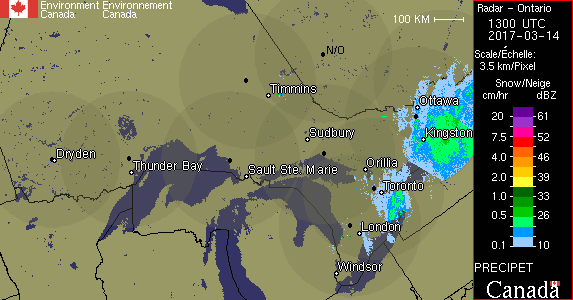 Environment Environnement
Canada Canada
100 KM
N/O
Timmins
Ottawa
Sudbury
Kingston
Dryden
Thunder Bay
Sault Ste. Marie
Orillia
Toronto
London
Windsor
Radar - Ontario
1300 UTC
2017-03-14
Scale/Échelle:
3.5 km/Pixel
Snow/Neige
cm/hr dBZ
20 61
7.5 52
4.0 46
2.0 39
1.0 33
0.5 26
0.1 10
PRECIPET
Canada